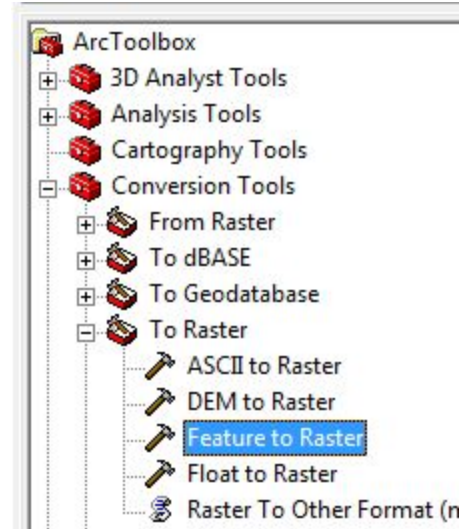 ArcToolbox
3D Analyst Tools
Analysis Tools
Cartography Tools
Conversion Tools
From Raster
To dBASE
To Geodatabase
To Raster
ASCII to Raster
DEM to Raster
Feature to Raster
Float to Raster
Raster To Other Format (